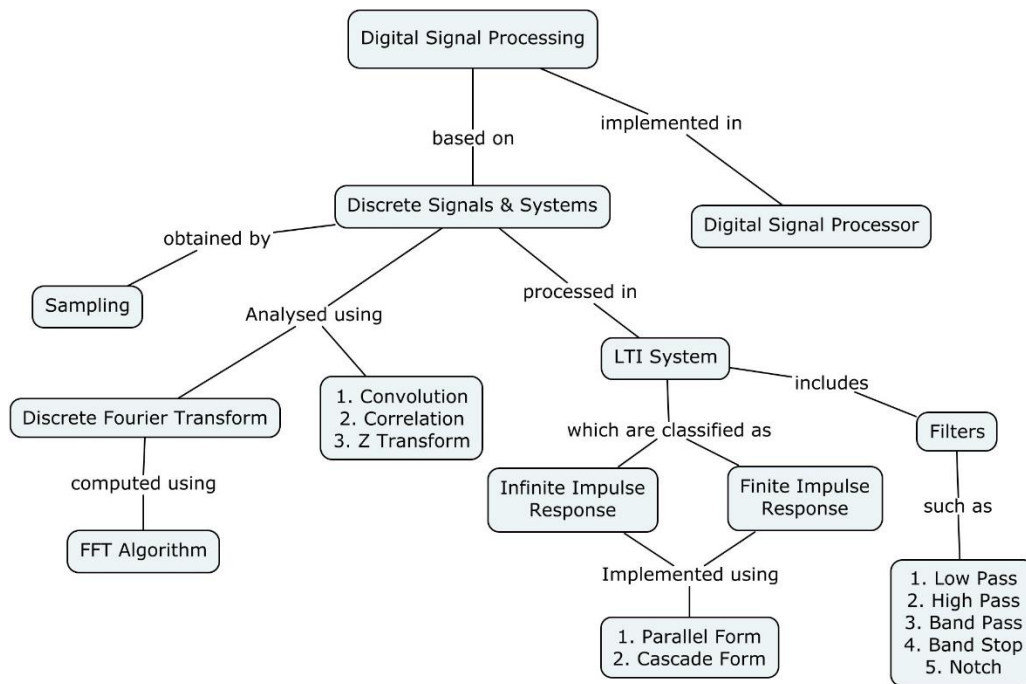 Digital Signal Processing
based on
implemented in
Discrete Signals & Systems
Digital Signal Processor
obtained by
Sampling
Analysed using
processed in
LTI System
includes
Discrete Fourier Transform
1. Convolution
2. Correlation
3. Z Transform
which are classified as
Filters
computed using
Infinite Impulse
Response
Finite Impulse
Response
such as
FFT Algorithm
Implemented using
1. Low Pass
2. High Pass
3. Band Pass
4. Band Stop
5. Notch
1. Parallel Form
2. Cascade Form